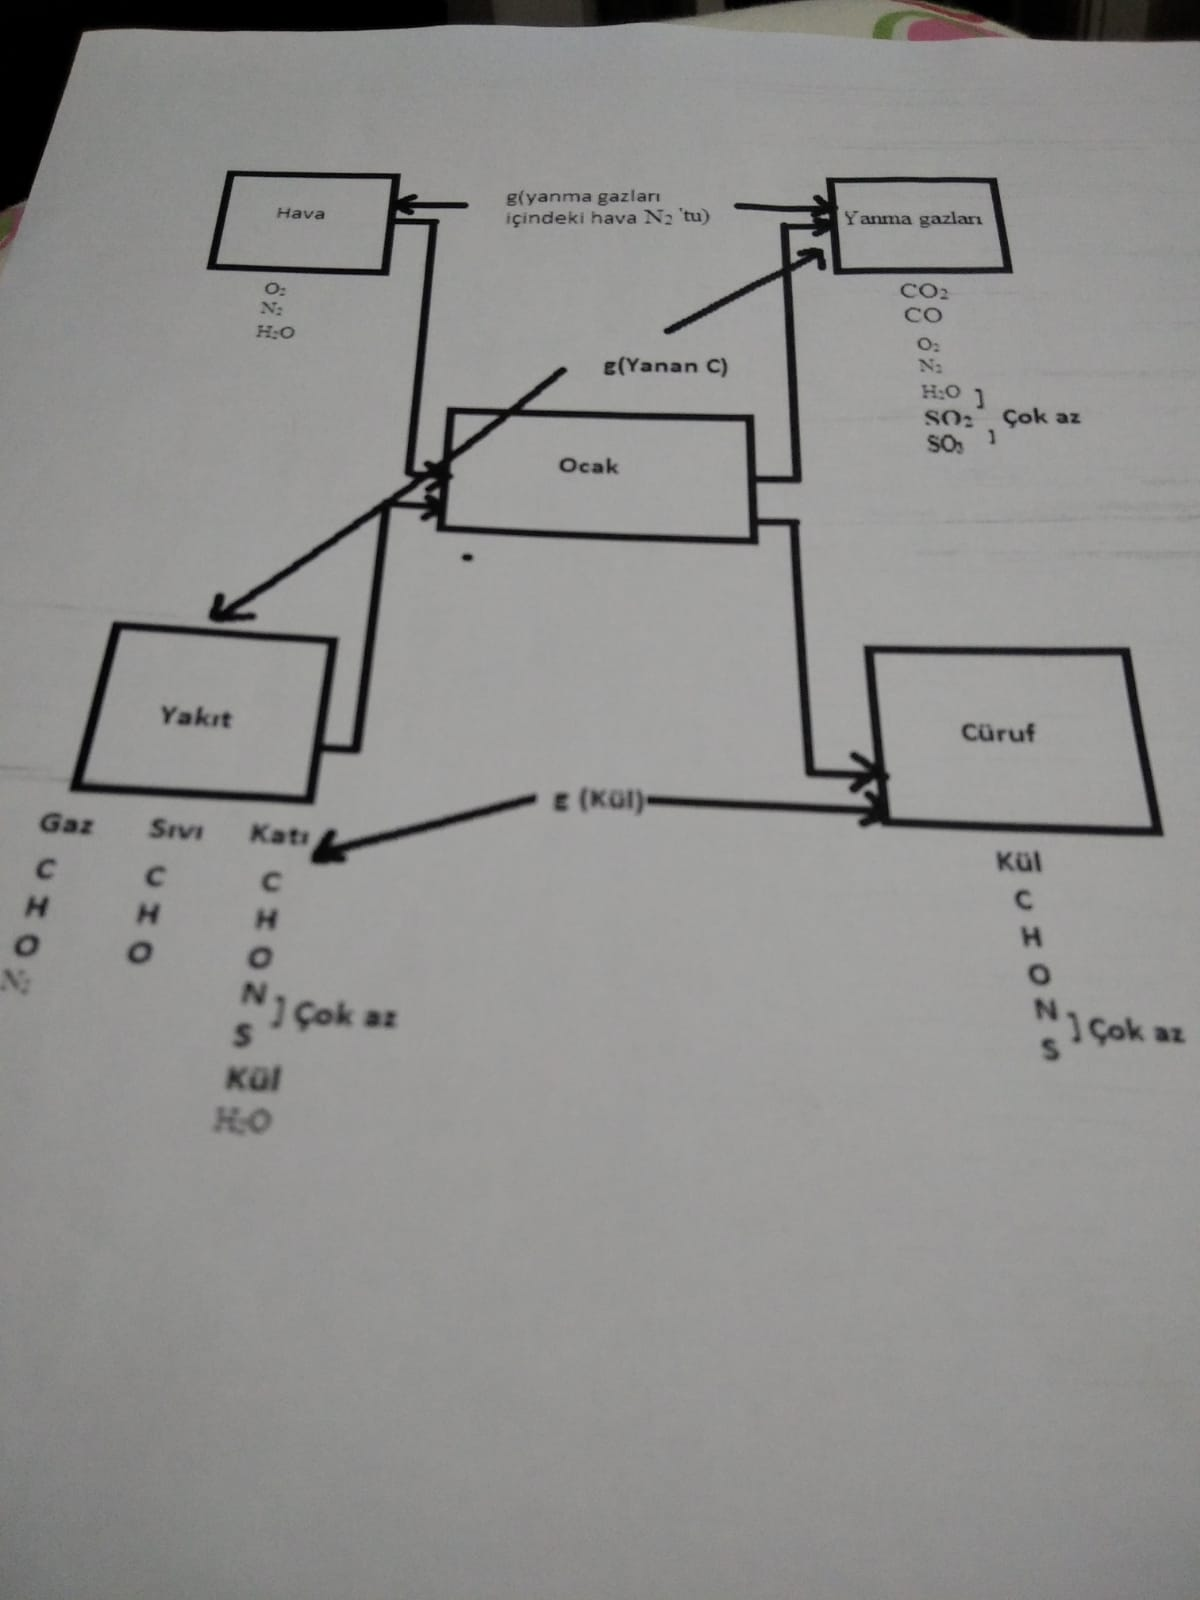 Hava
O₂
N₂
H₂O
g(yanma gazları
içindeki hava N₂ 'tu)
Yanma gazları
CO₂
CO
O₂
N₂
H₂O ]
SO₂ Çok az
SO₃ ]
g(Yanan C)
Ocak
Yakıt
Gaz Sıvı Katı
C C C
H H H
O O O
N₂ N ] Çok az
S
Kül
H₂O
g (Kül)
Cüruf
Kül
C
H
O
N ] Çok az
S